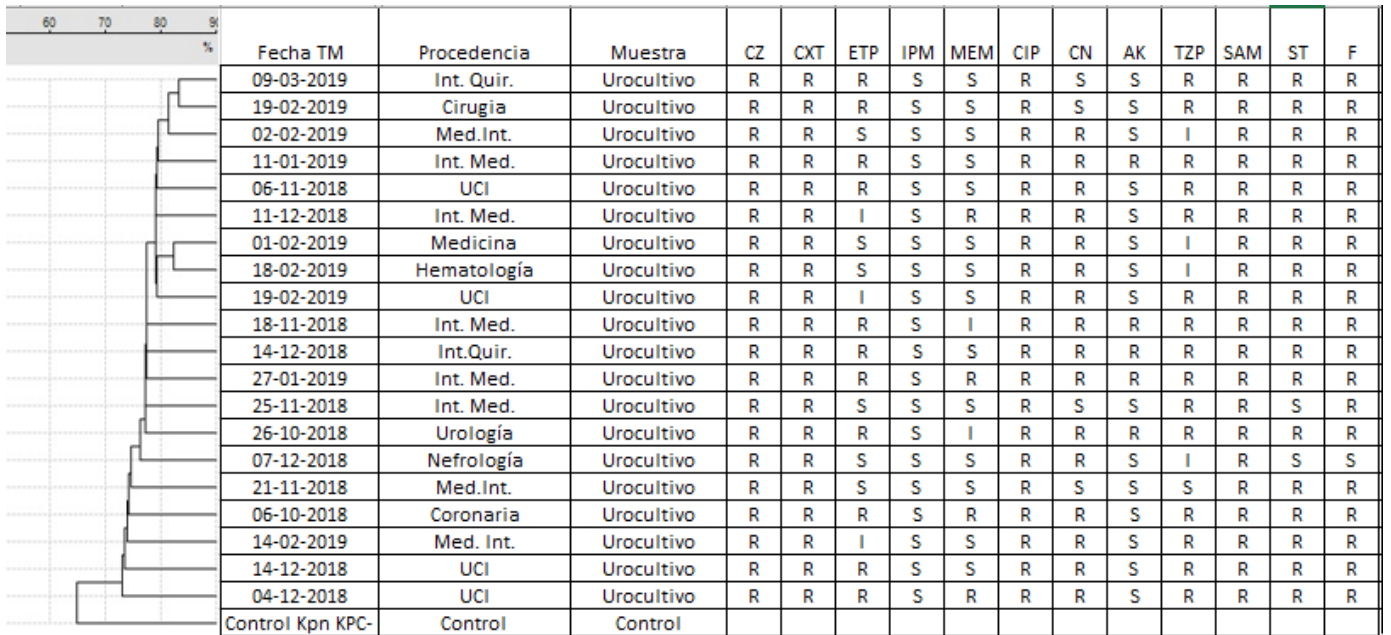 60 70 80 9
%
Fecha TM Procedencia Muestra CZ CXT ETP IPM MEM CIP CN AK TZP SAM ST F
09-03-2019 Int. Quir. Urocultivo R R R S S R S S R R R R
19-02-2019 Cirugia Urocultivo R R R S S R S S R R R R
02-02-2019 Med.Int. Urocultivo R R S S S R R S I R R R
11-01-2019 Int. Med. Urocultivo R R R S S R R R R R R R
06-11-2018 UCI Urocultivo R R R S S R R S R R R R
11-12-2018 Int. Med. Urocultivo R R I S R R R S R R R R
01-02-2019 Medicina Urocultivo R R S S S R R S I R R R
18-02-2019 Hematología Urocultivo R R S S S R R S I R R R
19-02-2019 UCI Urocultivo R R I S S R R S R R R R
18-11-2018 Int. Med. Urocultivo R R R S I R R R R R R R
14-12-2018 Int.Quir. Urocultivo R R R S S R R R R R R R
27-01-2019 Int. Med. Urocultivo R R R S R R R R R R R R
25-11-2018 Int. Med. Urocultivo R R S S S R S S R R S R
26-10-2018 Urología Urocultivo R R R S I R R R R R R R
07-12-2018 Nefrología Urocultivo R R S S S R R S I R S S
21-11-2018 Med.Int. Urocultivo R R S S S R S S S R R R
06-10-2018 Coronaria Urocultivo R R R S R R R S R R R R
14-02-2019 Med. Int. Urocultivo R R I S S R R S R R R R
14-12-2018 UCI Urocultivo R R R S S R R S R R R R
04-12-2018 UCI Urocultivo R R R S R R R S R R R R
Control Kpn KPC- Control Control